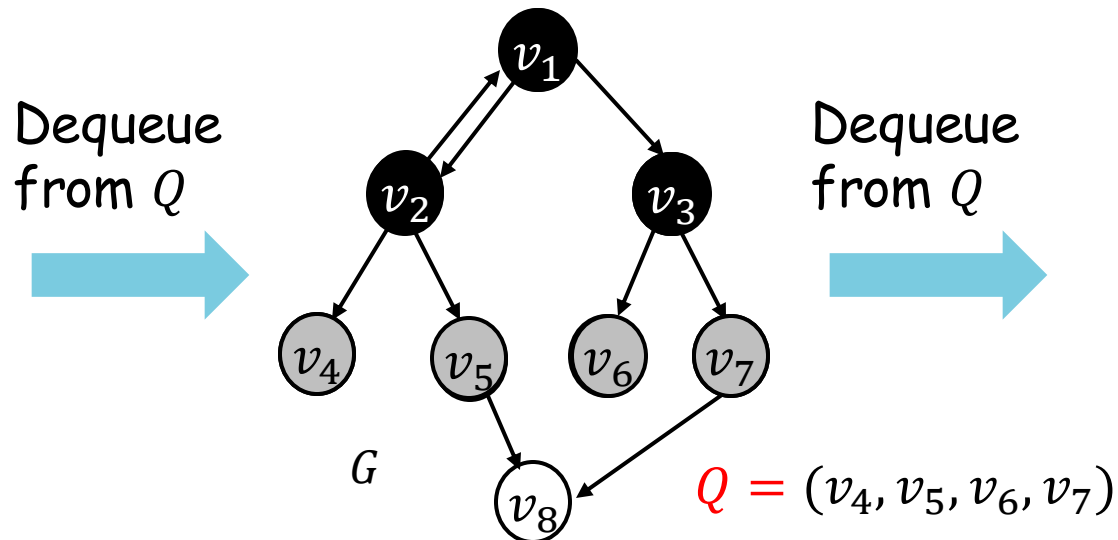 v₁
Dequeue
from Q
Dequeue
from Q
v₂
v₃
v₄
v₅
v₆
v₇
G
v₈
Q = (v₄, v₅, v₆, v₇)